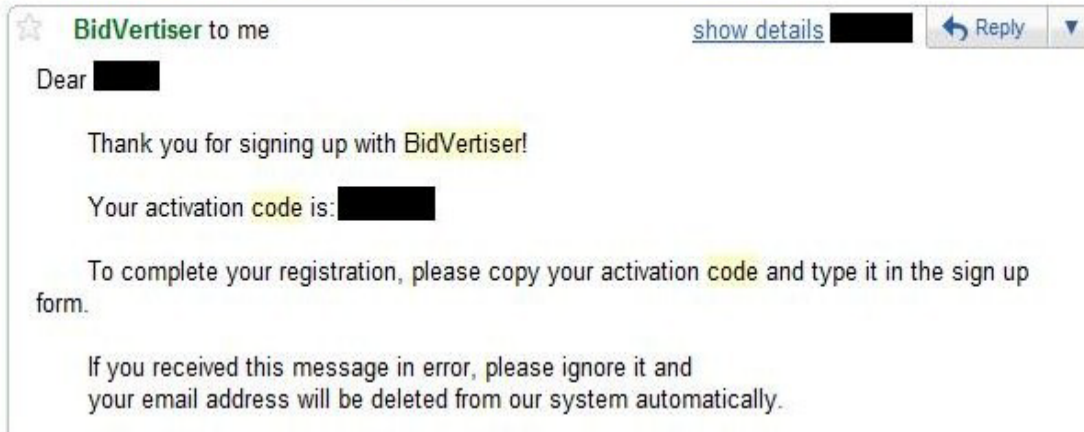 BidVertiser to me show details Reply
Dear
Thank you for signing up with BidVertiser!
Your activation code is:
To complete your registration, please copy your activation code and type it in the sign up
form.
If you received this message in error, please ignore it and
your email address will be deleted from our system automatically.